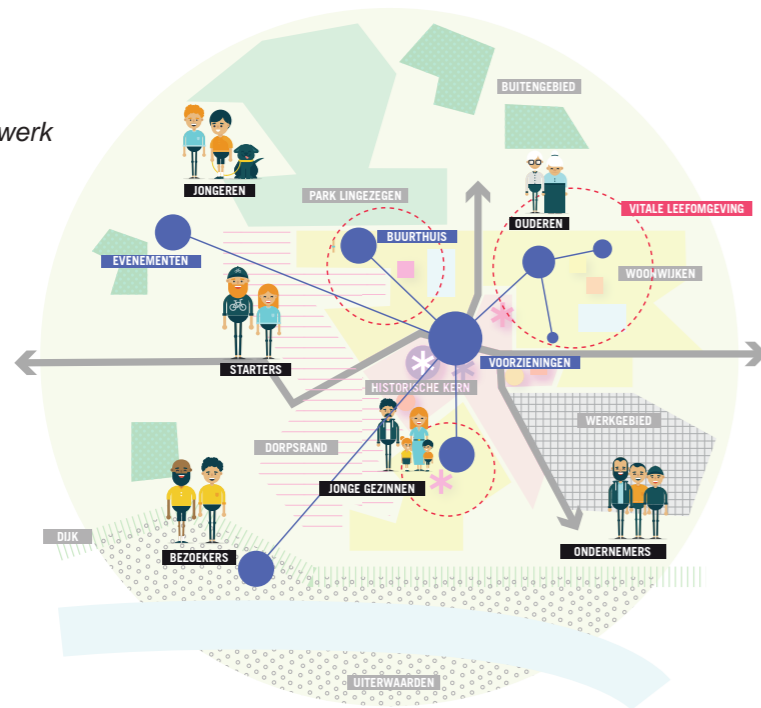 BUITENGEBIED
werk
JONGEREN
PARK LINGEZEGEN
OUDEREN
VITALE LEEFOMGEVING
BUURTHUIS
EVENEMENTEN
WOONWIJKEN
STARTERS
VOORZIENINGEN
HISTORISCHE KERN
WERKGEBIED
DORPSRAND
JONGE GEZINNEN
DIJK
BEZOEKERS
ONDERNEMERS
UITERWAARDEN